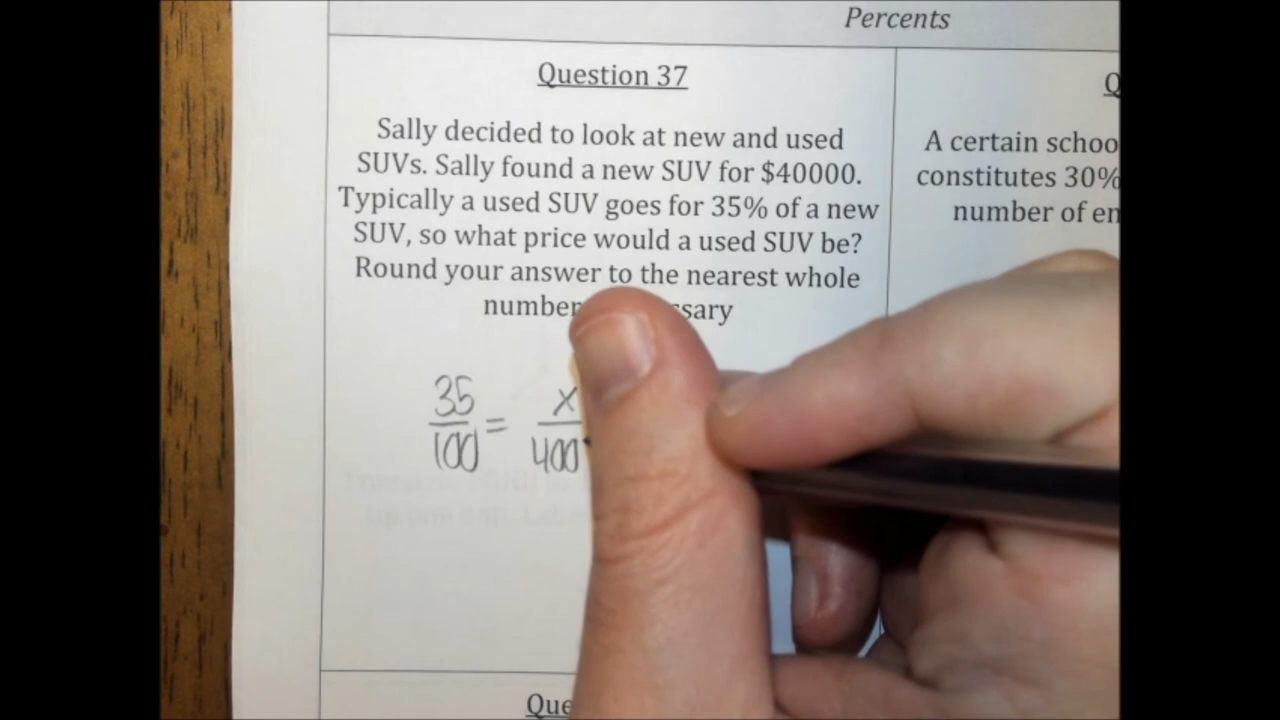 Percents
Question 37
Sally decided to look at new and used
SUVs. Sally found a new SUV for $40000.
Typically a used SUV goes for 35% of a new
SUV, so what price would a used SUV be?
Round your answer to the nearest whole
number
35
100
=
x
400
Q
A certain schoo
constitutes 30%
number of en
Que